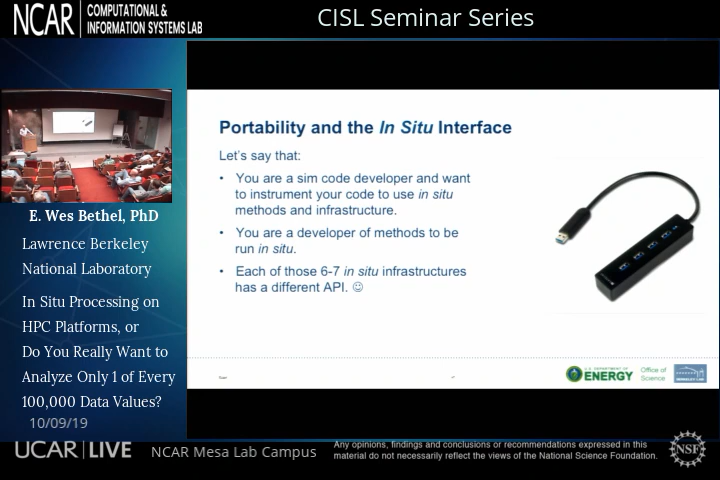 NCAR
COMPUTATIONAL &
INFORMATION SYSTEMS LAB
CISL Seminar Series
E. Wes Bethel, PhD
Lawrence Berkeley
National Laboratory
In Situ Processing on
HPC Platforms, or
Do You Really Want to
Analyze Only 1 of Every
100,000 Data Values?
10/09/19
Portability and the In Situ Interface
Let's say that:
• You are a sim code developer and want
to instrument your code to use in situ
methods and infrastructure.
• You are a developer of methods to be
run in situ.
• Each of those 6-7 in situ infrastructures
has a different API. ☺
U.S. DEPARTMENT OF
ENERGY
Office of
Science
UCAR LIVE
NCAR Mesa Lab Campus
Any opinions, findings and conclusions or recommendations expressed in this
material do not necessarily reflect the views of the National Science Foundation.
NSF